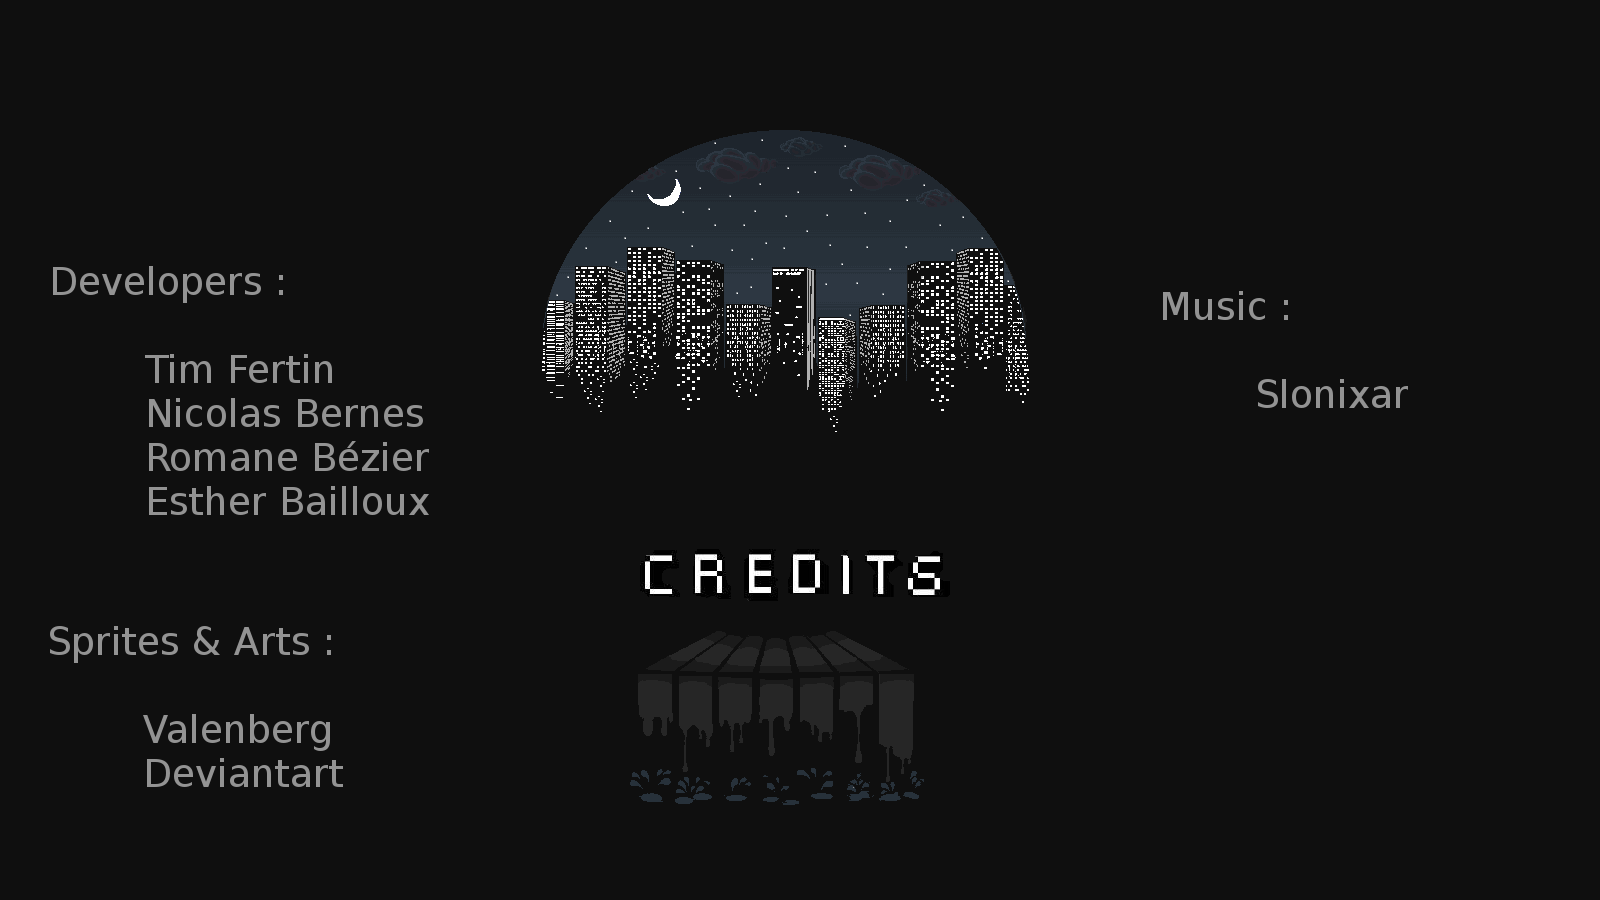 Developers :
Tim Fertin
Nicolas Bernes
Romane Bézier
Esther Bailloux
Sprites & Arts :
Valenberg
Deviantart
CREDITS
Music :
Slonixar